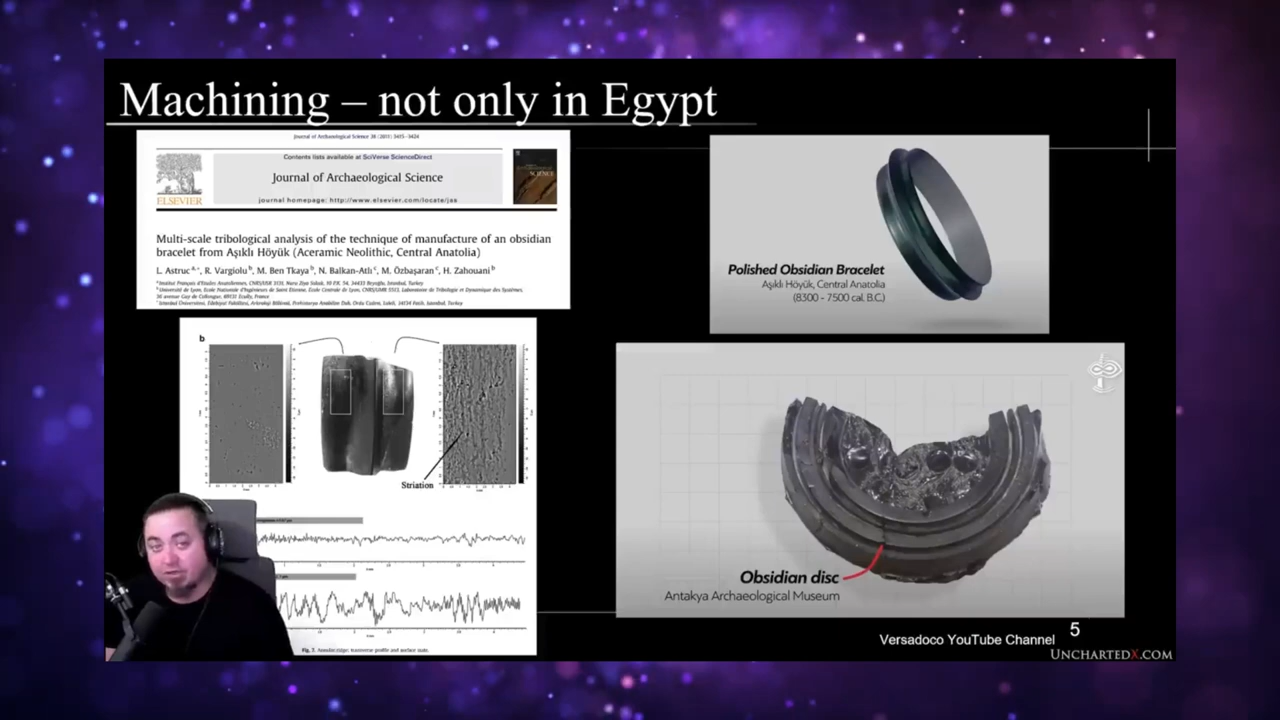 Machining – not only in Egypt
Journal of Archaeological Science 38 (2011) 3415–3424
Contents lists available at SciVerse ScienceDirect
Journal of Archaeological Science
journal homepage: http://www.elsevier.com/locate/jas
ELSEVIER
SCIENCE
Multi-scale tribological analysis of the technique of manufacture of an obsidian
bracelet from Aşıklı Höyük (Aceramic Neolithic, Central Anatolia)
L. Astruc a,*, R. Vargiolu b, M. Ben Tkaya b, N. Balkan-Atlı c, M. Özbaşaran c, H. Zahouani b
Polished Obsidian Bracelet
Aşıklı Höyük, Central Anatolia
(8300 - 7500 cal. B.C.)
b
Striation
Obsidian disc
Antakya Archaeological Museum
Versadoco YouTube Channel
5
UNCHARTEDX.COM